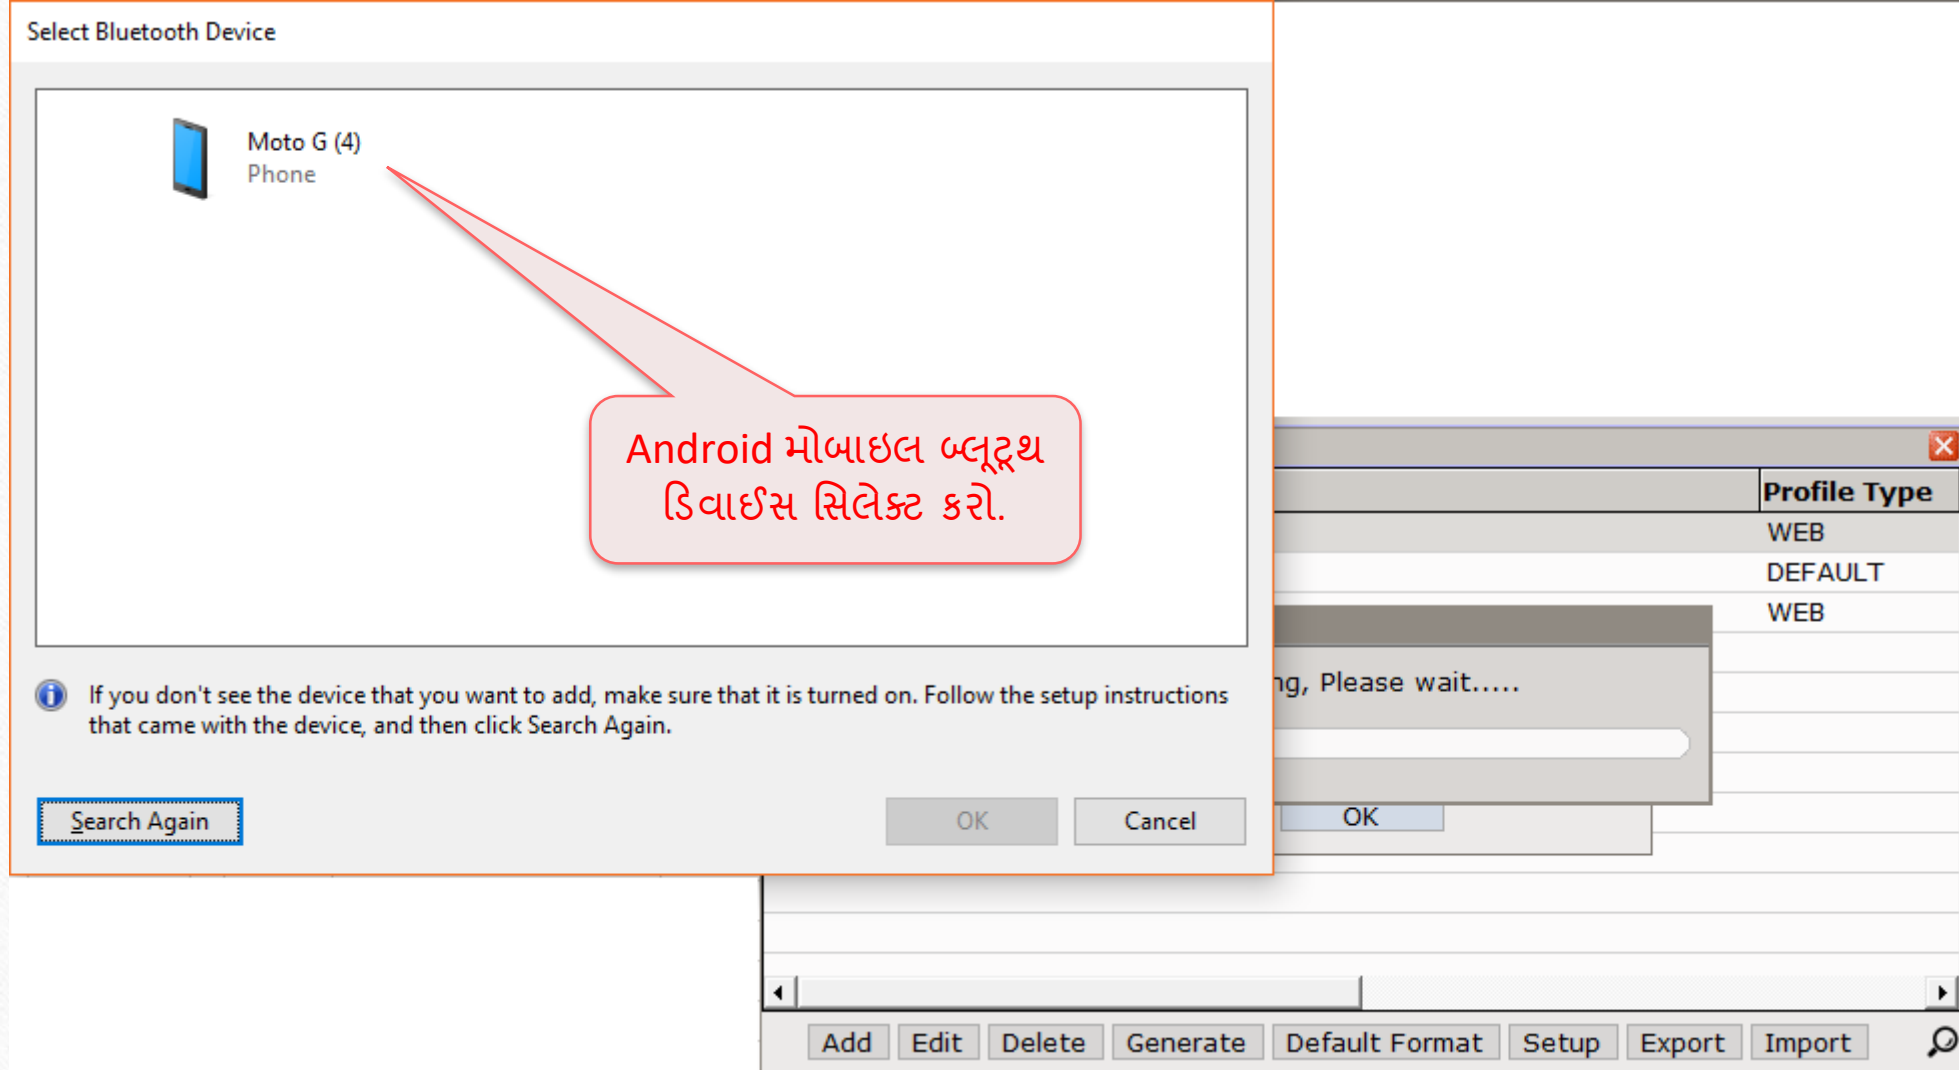 Select Bluetooth Device
Moto G (4)
Phone
Android મોબાઇલ બ્લૂટૂથ
ડિવાઈસ સિલેક્ટ કરો.
If you don't see the device that you want to add, make sure that it is turned on. Follow the setup instructions
that came with the device, and then click Search Again.
Search Again
OK
Cancel
Profile Type
WEB
DEFAULT
WEB
Please wait.....
OK
Add
Edit
Delete
Generate
Default Format
Setup
Export
Import